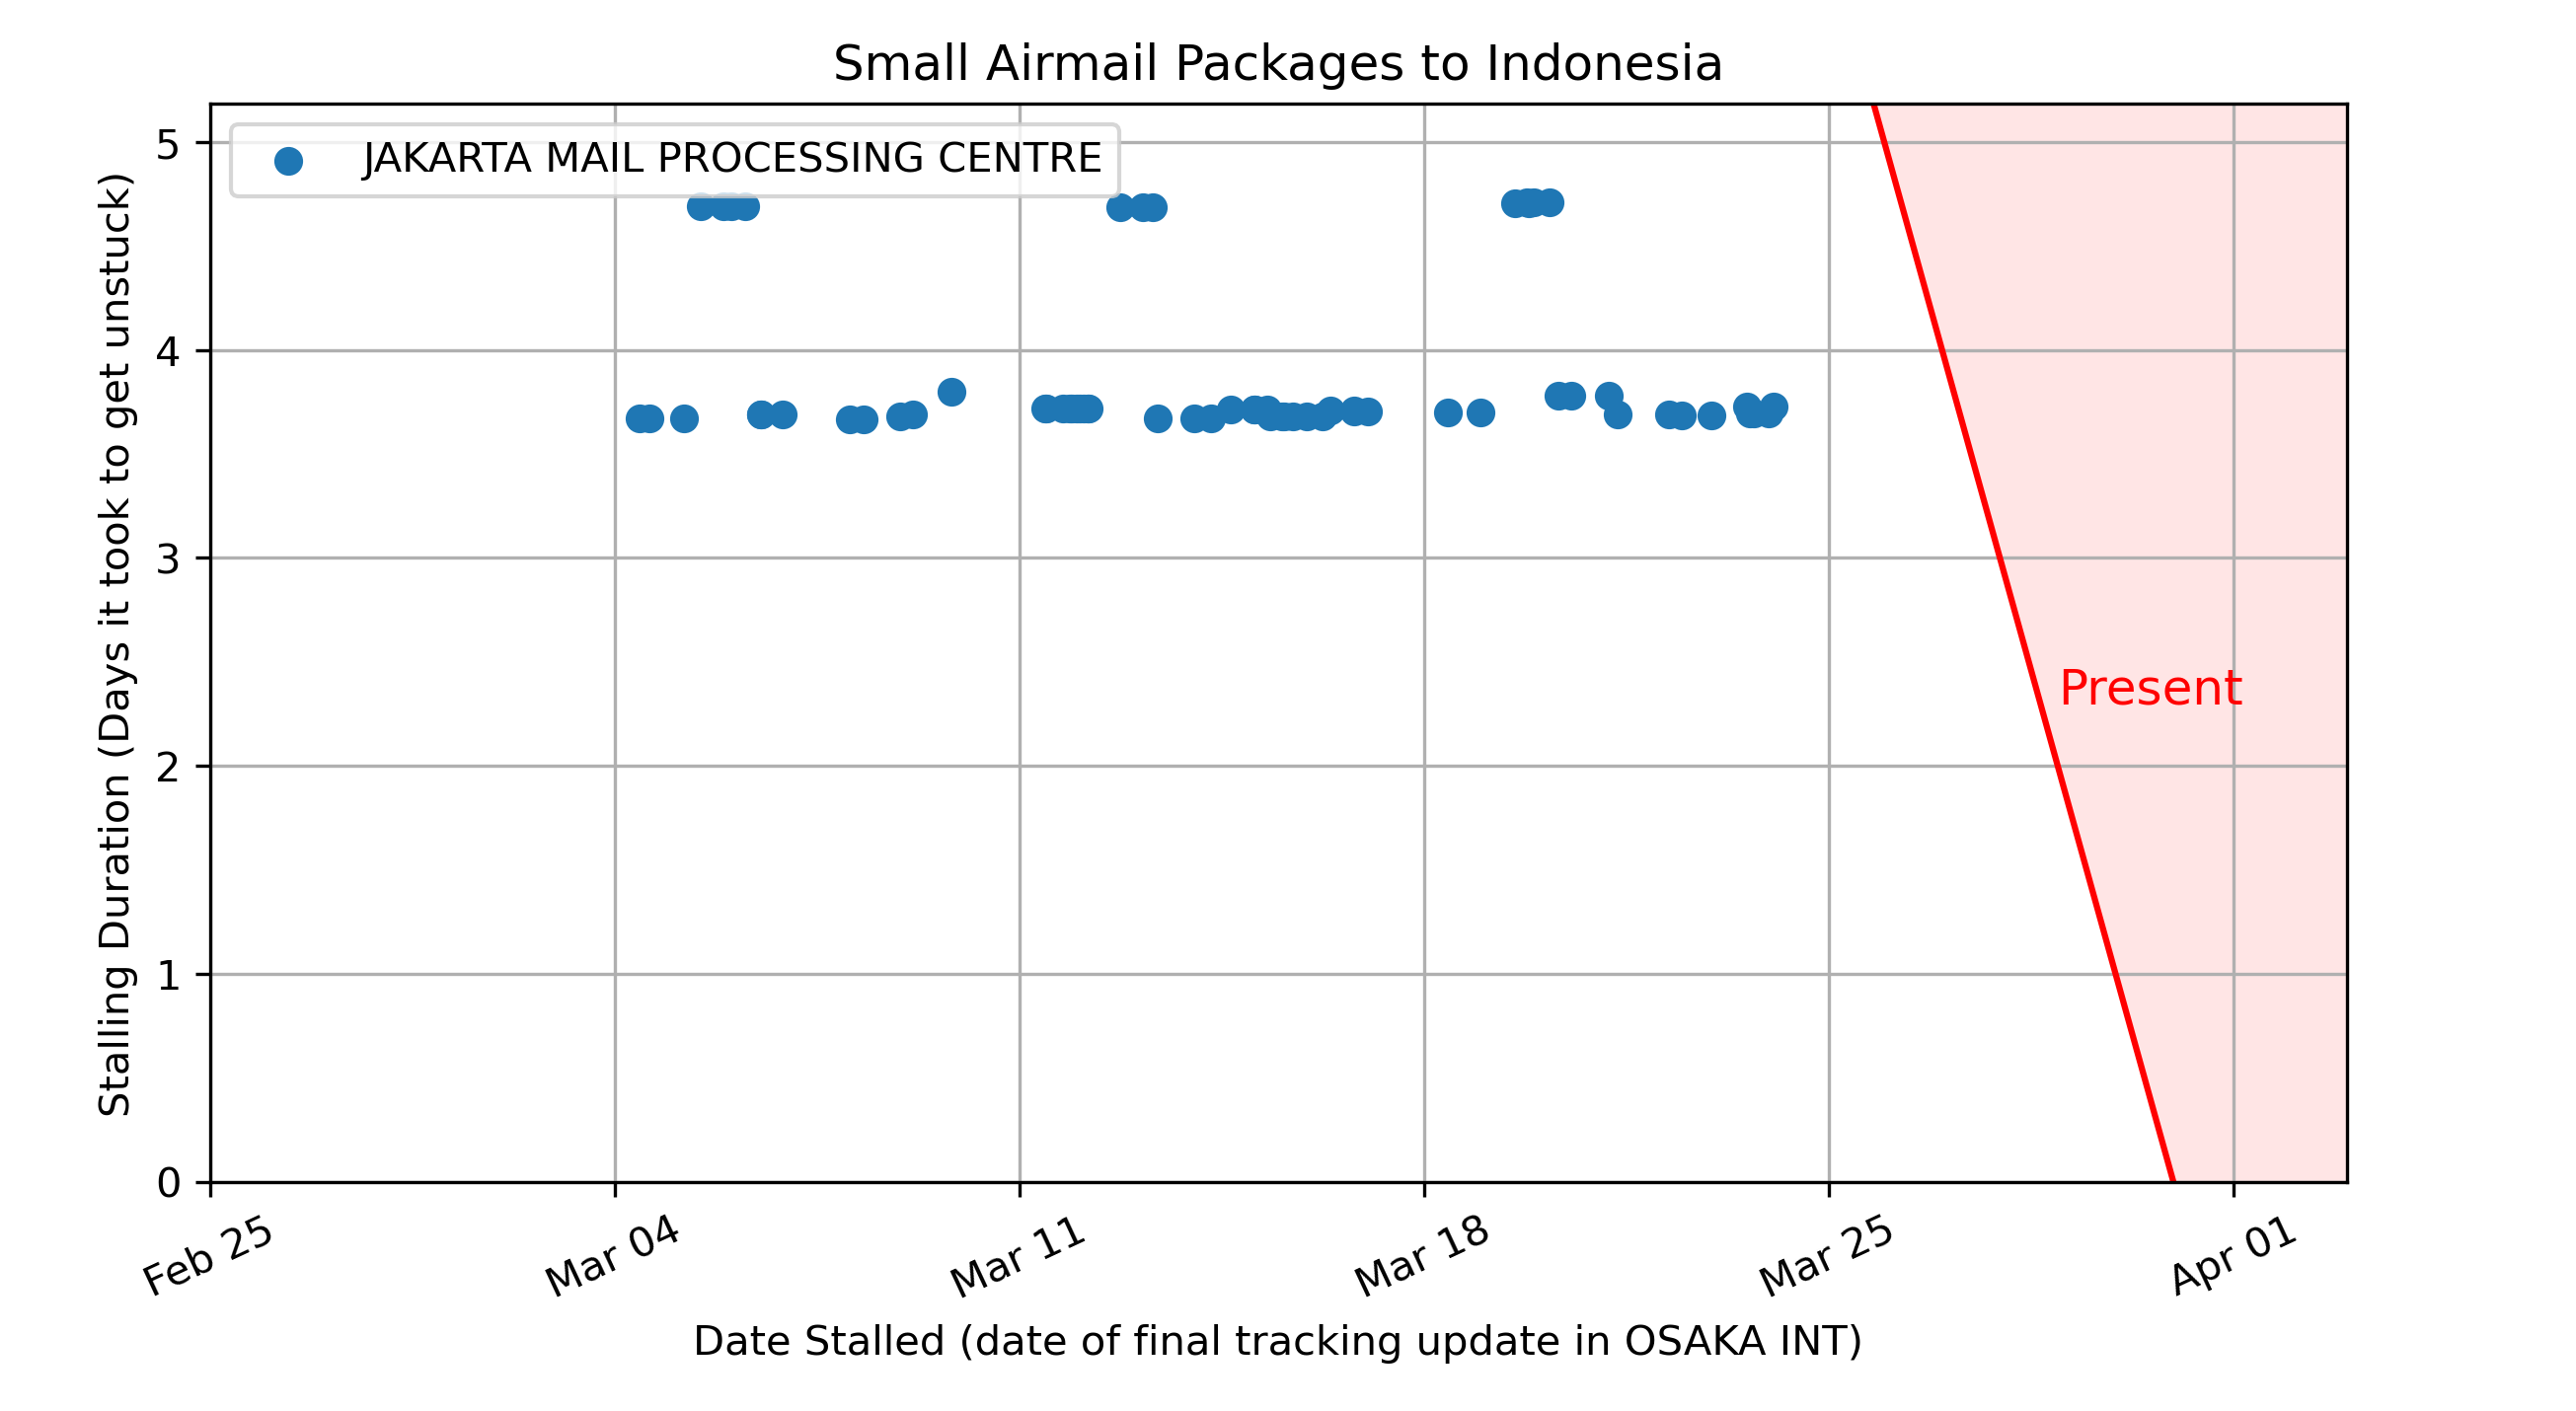 Small Airmail Packages to Indonesia
JAKARTA MAIL PROCESSING CENTRE
Stalling Duration (Days it took to get unstuck)
5
4
3
2
1
0
Present
Feb 25
Mar 04
Mar 11
Mar 18
Mar 25
Apr 01
Date Stalled (date of final tracking update in OSAKA INT)